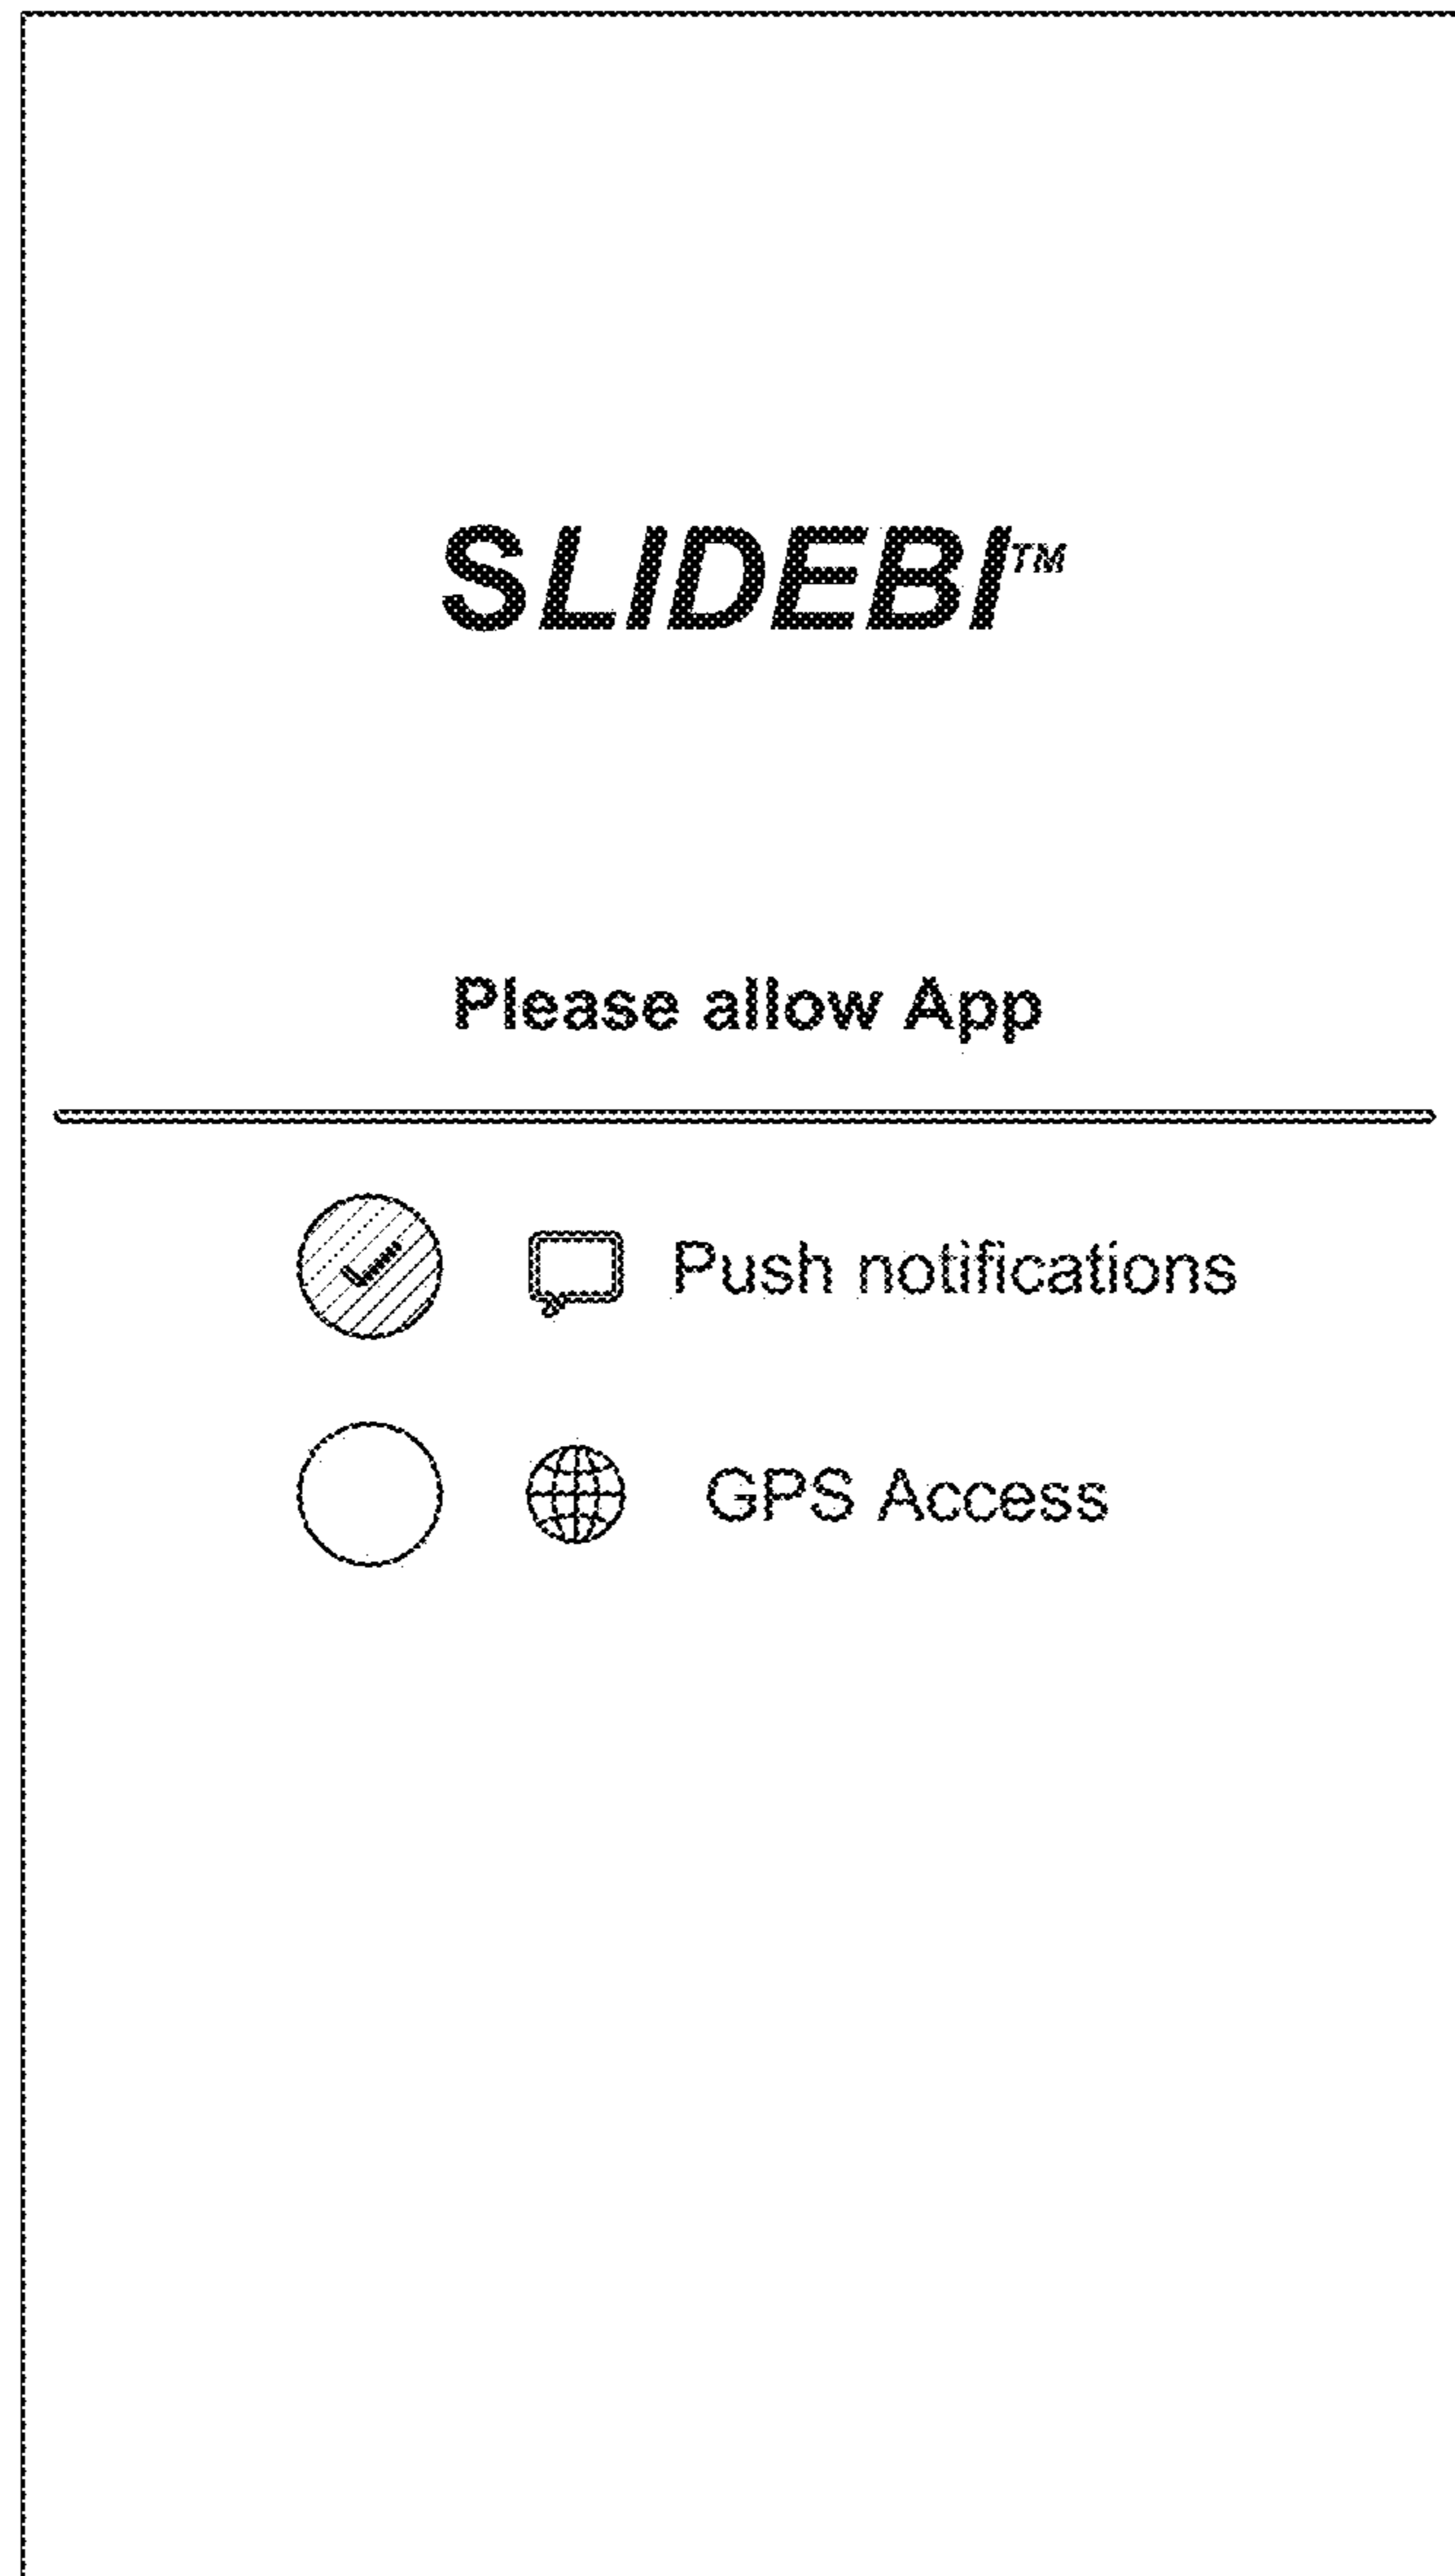 SLIDEBI™
Please allow App
Push notifications
GPS Access